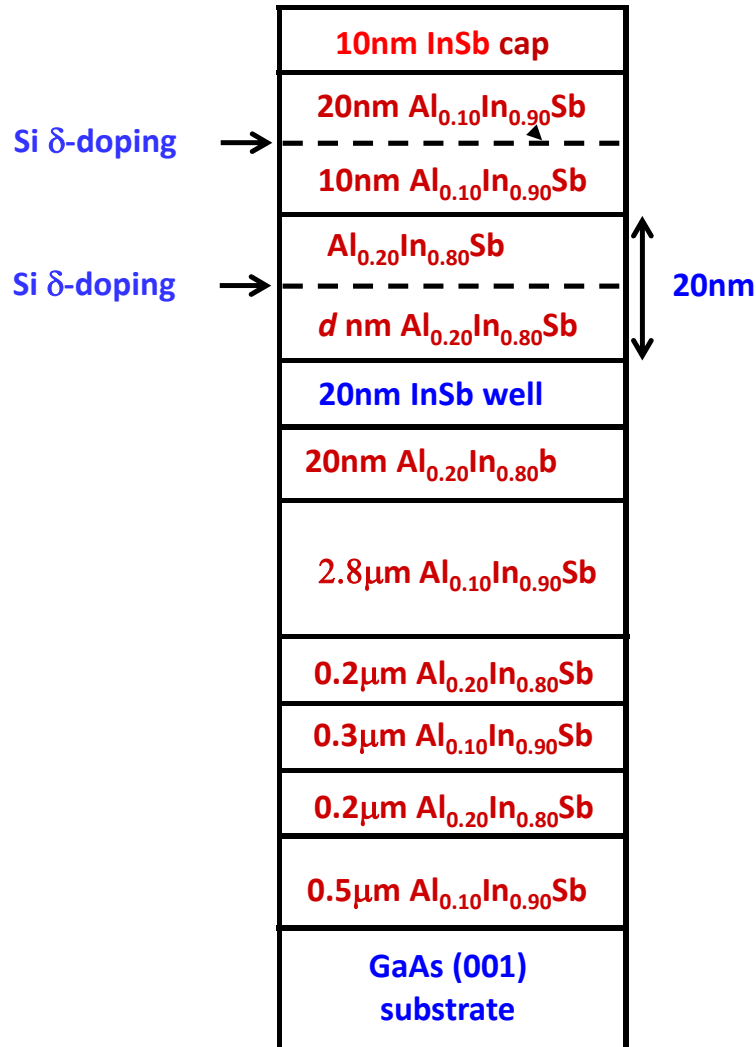 10nm InSb cap
20nm Al0.10In0.90Sb
Si δ-doping
10nm Al0.10In0.90Sb
Al0.20In0.80Sb
Si δ-doping
20nm
d nm Al0.20In0.80Sb
20nm InSb well
20nm Al0.20In0.80b
2.8μm Al0.10In0.90Sb
0.2μm Al0.20In0.80Sb
0.3μm Al0.10In0.90Sb
0.2μm Al0.20In0.80Sb
0.5μm Al0.10In0.90Sb
GaAs (001)
substrate